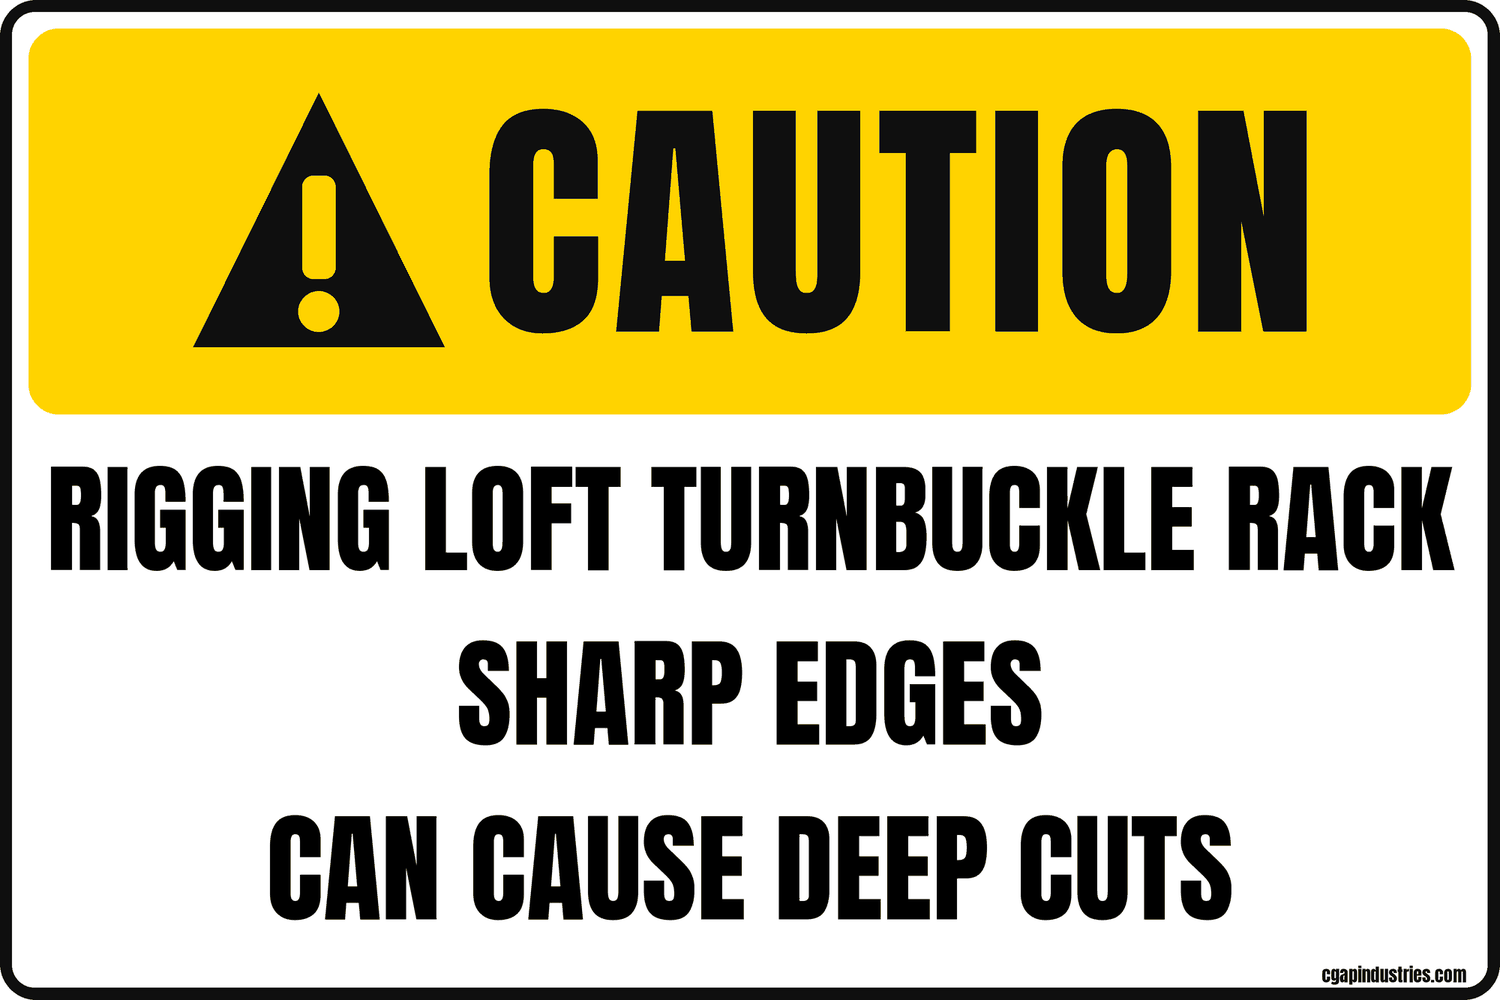 CAUTION
RIGGING LOFT TURNBUCKLE RACK
SHARP EDGES
CAN CAUSE DEEP CUTS
cgapindustries.com